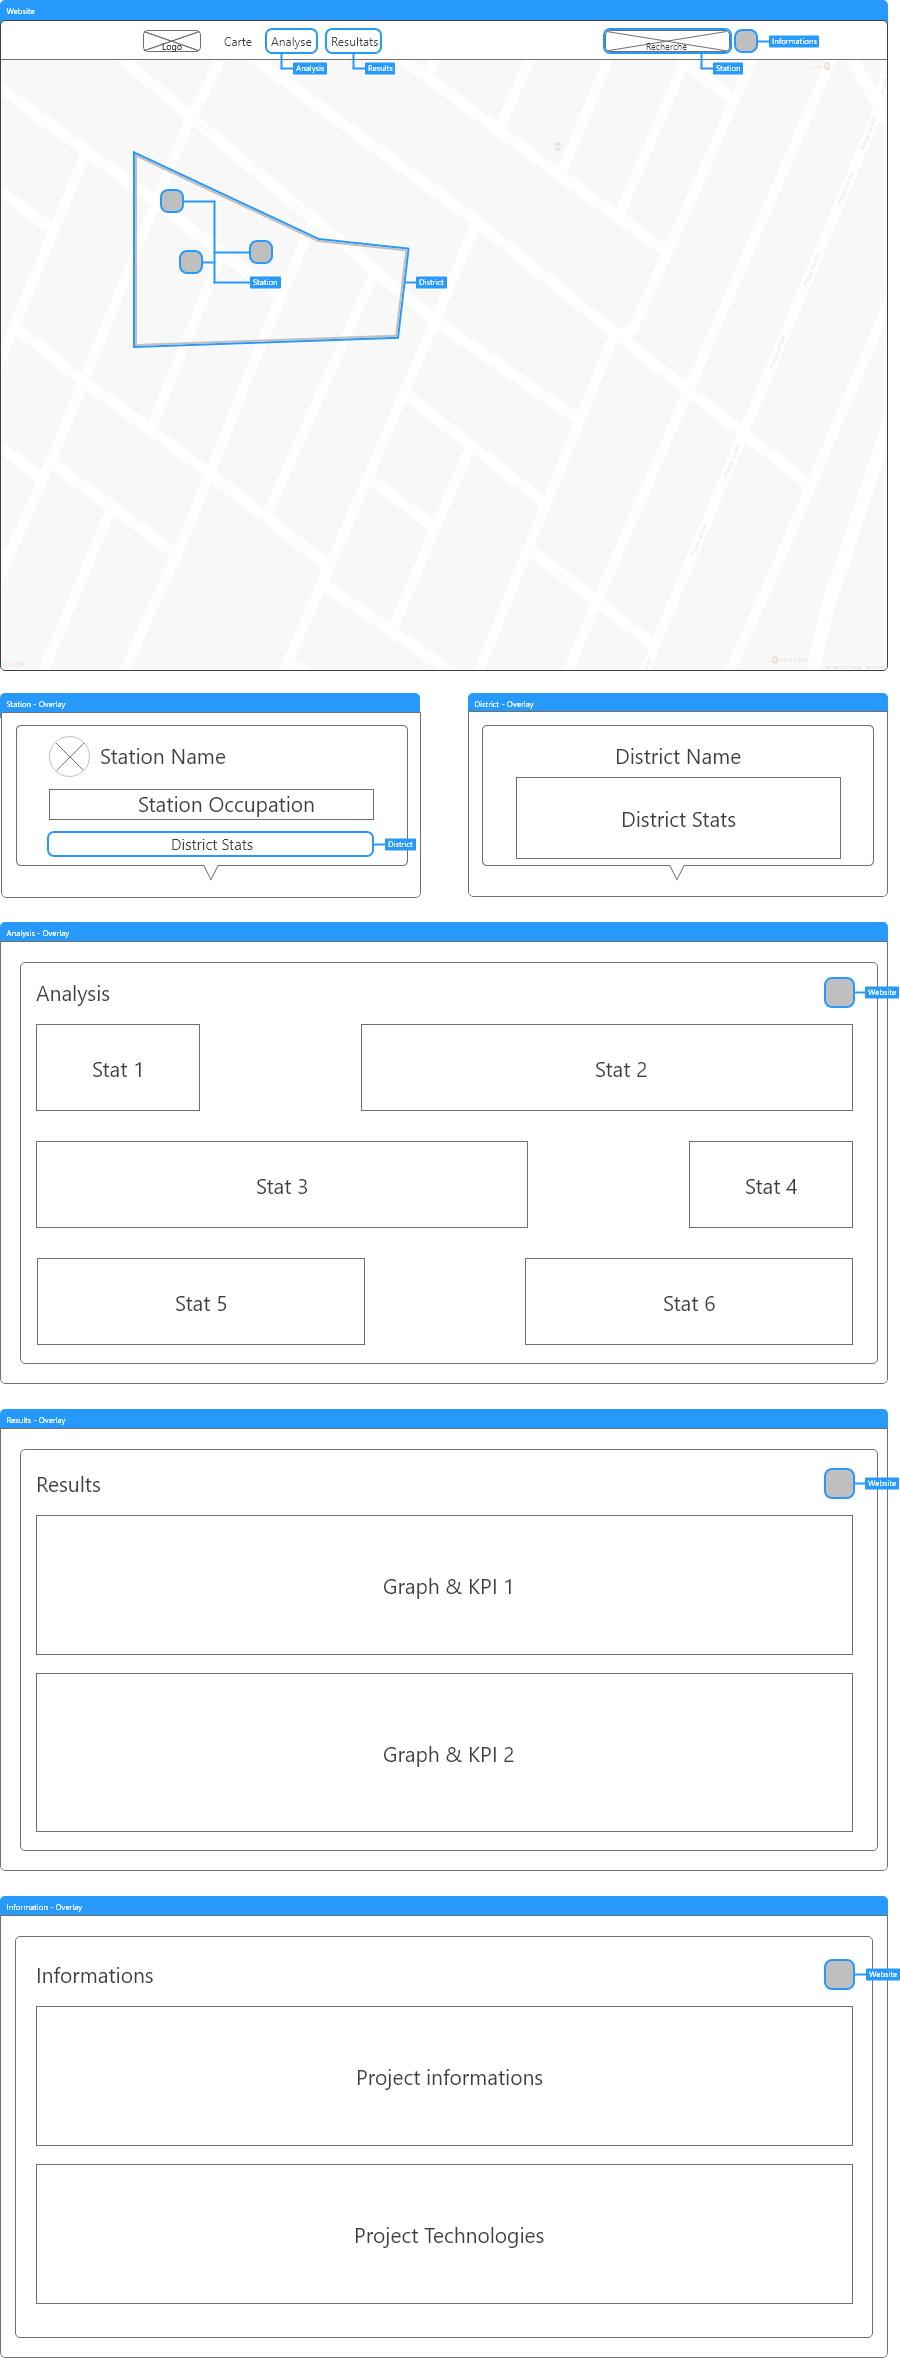 Website
Logo
Carte
Analyse
Resultats
Recherche
Informations
Analysis
Results
Station
Station
District
Station - Overlay
Station Name
Station Occupation
District Stats
District
District - Overlay
District Name
District Stats
Analysis - Overlay
Analysis
Website
Stat 1
Stat 2
Stat 3
Stat 4
Stat 5
Stat 6
Results - Overlay
Results
Website
Graph & KPI 1
Graph & KPI 2
Information - Overlay
Informations
Website
Project informations
Project Technologies